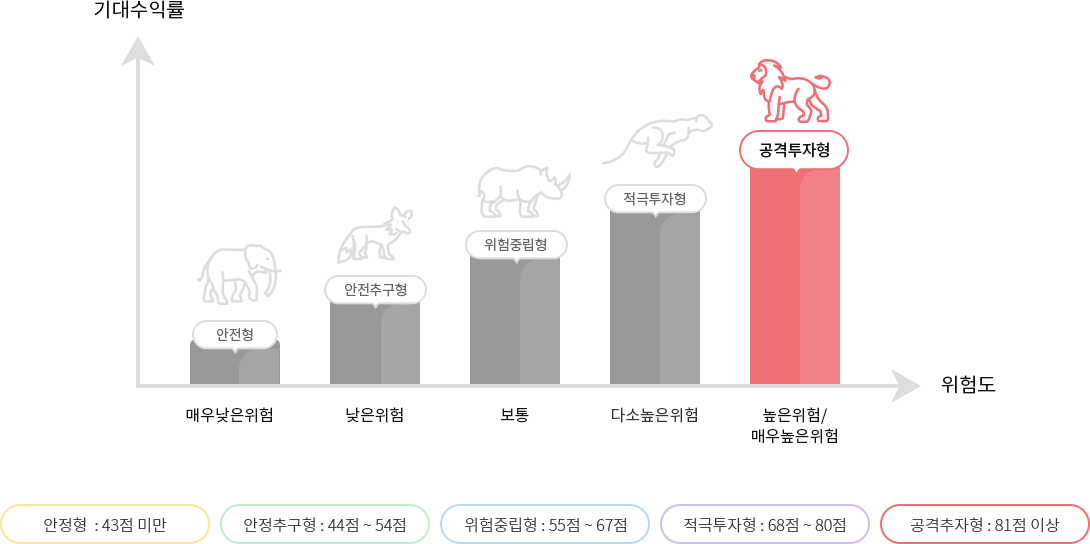 기대수익률
공격투자형
적극투자형
위험중립형
안전추구형
안전형
위험도
매우낮은위험
낮은위험
보통
다소높은위험
높은위험/
매우높은위험
안정형 : 43점 미만
안정추구형 : 44점 ~ 54점
위험중립형 : 55점 ~ 67점
적극투자형 : 68점 ~ 80점
공격추자형 : 81점 이상